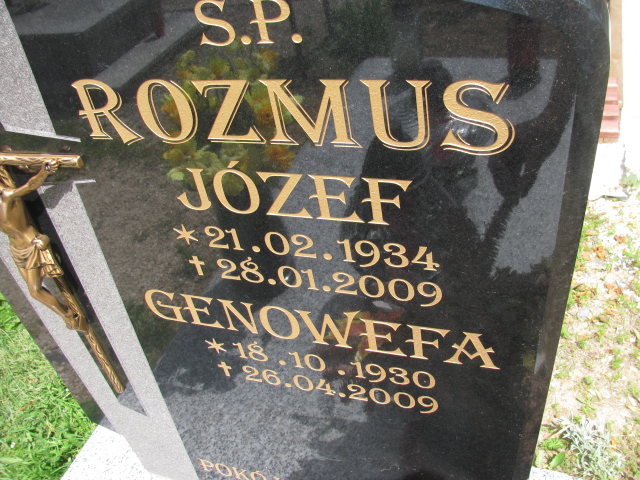 S.P.
ROZMUS
JÓZEF
* 21.02.1934
† 28.01.2009
GENOWEFA
* 18.10.1930
† 26.04.2009